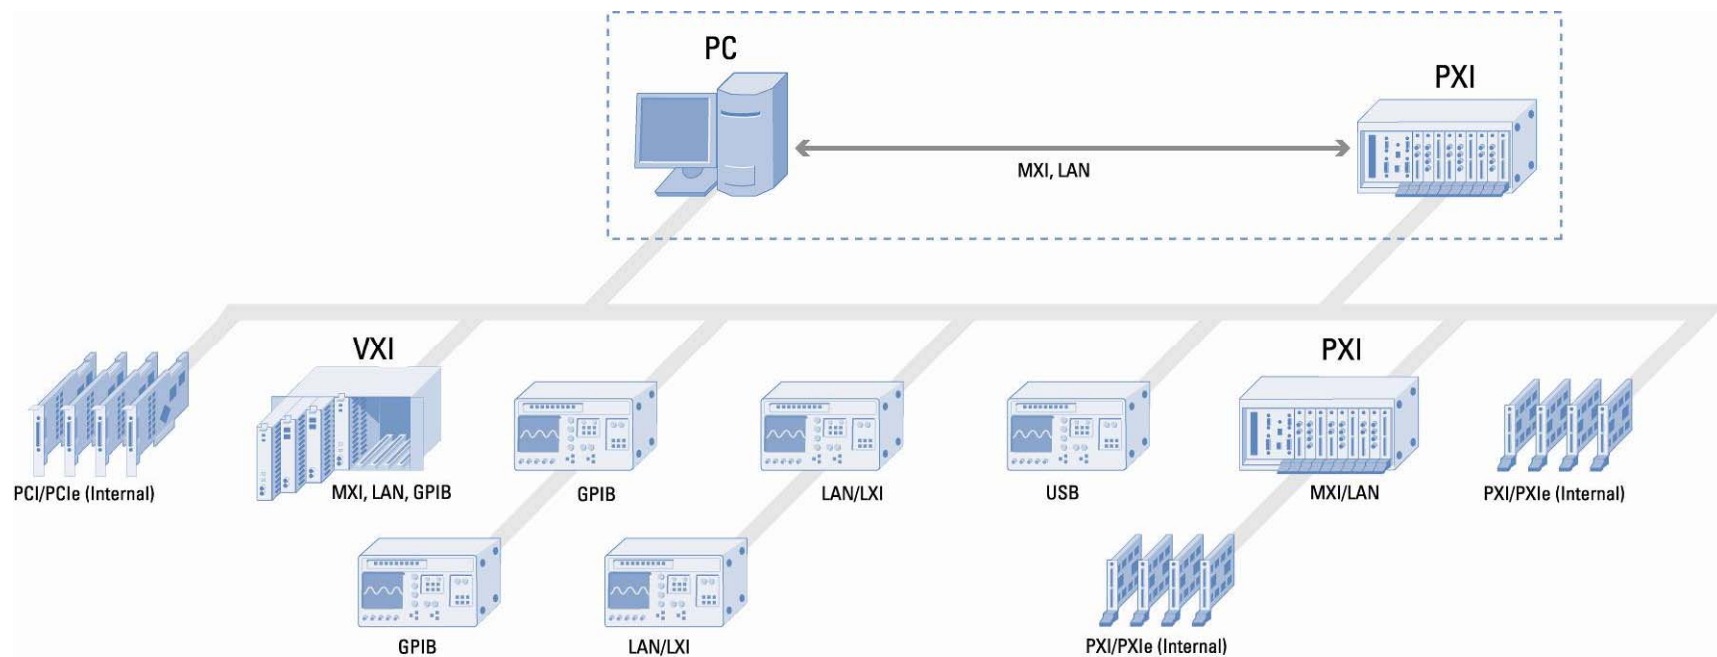 PC
PXI
MXI, LAN
VXI
PXI
PCI/PCIe (Internal)
MXI, LAN, GPIB
GPIB
LAN/LXI
USB
MXI/LAN
PXI/PXIe (Internal)
GPIB
LAN/LXI
PXI/PXIe (Internal)